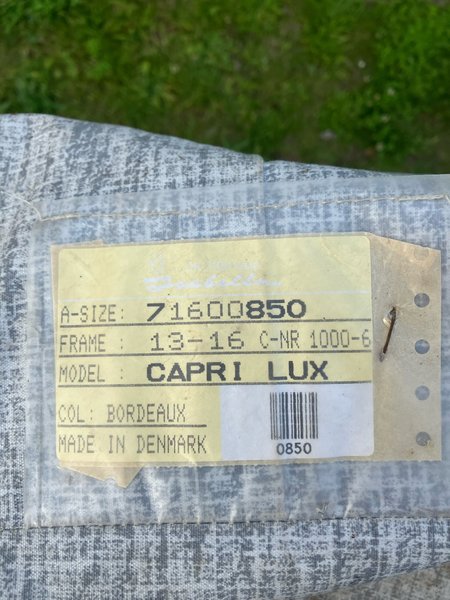 A-SIZE: 71600850
FRAME : 13-16 C-NR 1000-6
MODEL : CAPRI LUX
COL: BORDEAUX
MADE IN DENMARK
0850